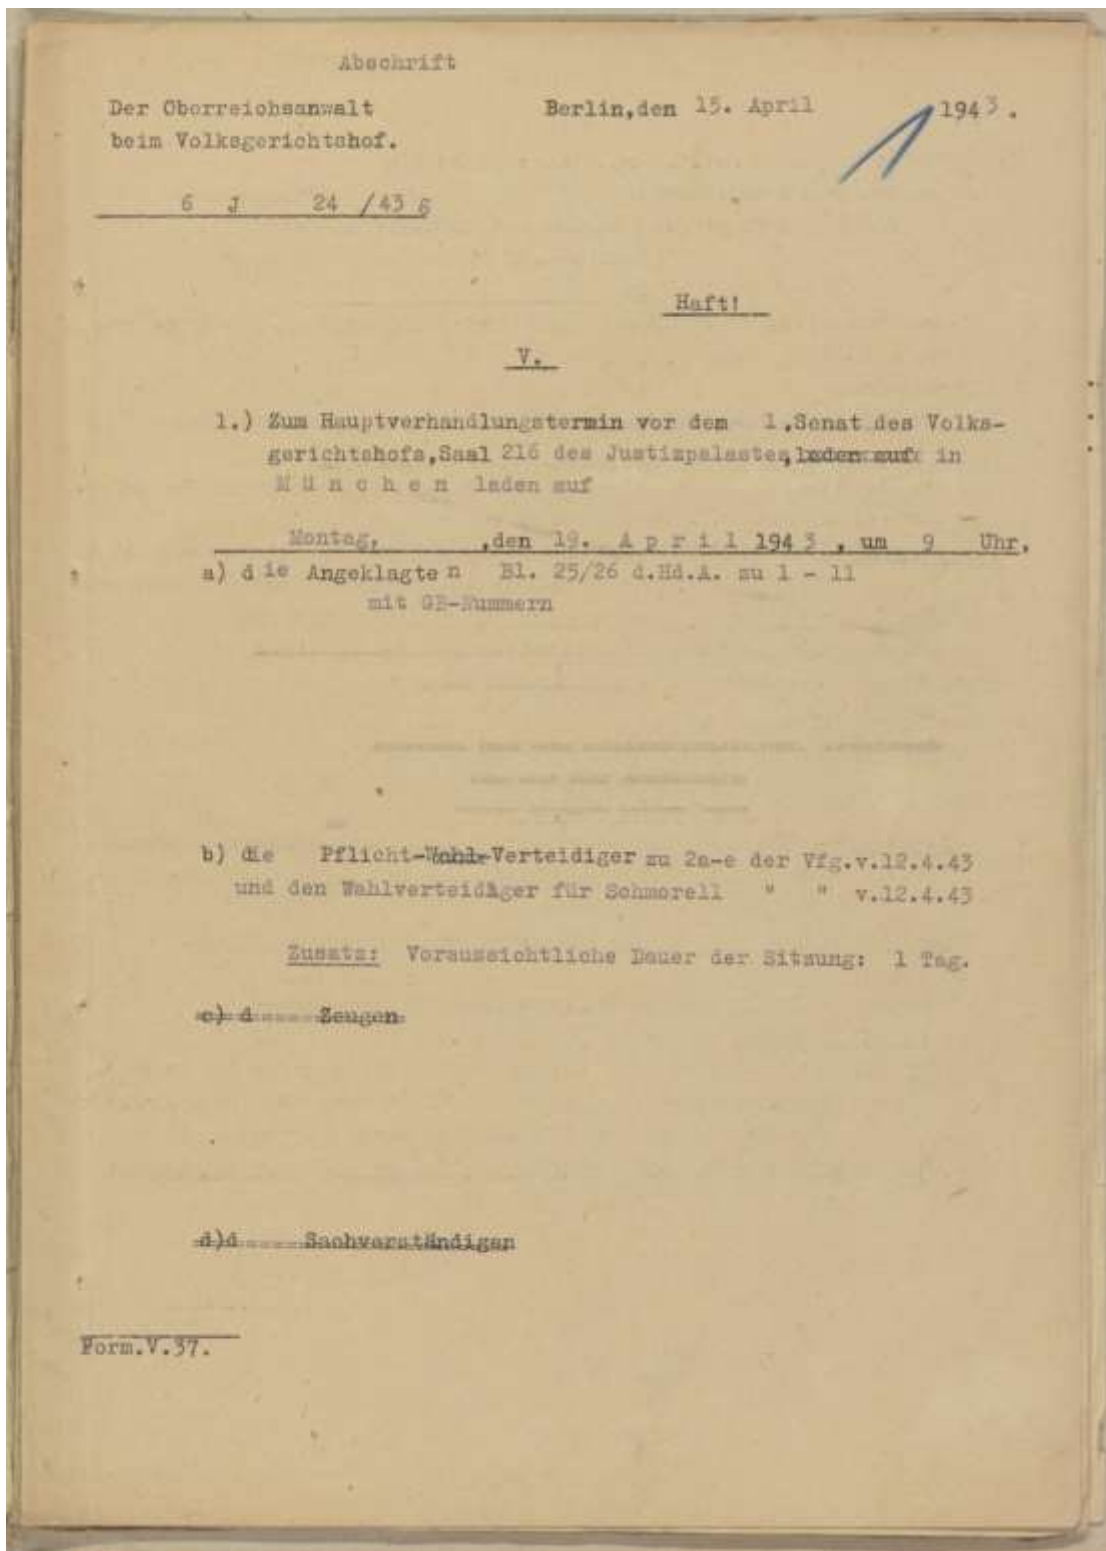 Abschrift
Der Oberreichsanwalt
beim Volksgerichtshof.
Berlin,den 15. April 1943.
1
6 J 24 /43 g
Haft!
V.
1.) Zum Hauptverhandlungstermin vor dem 1.Senat des Volks-
gerichtshofs,Saal 216 des Justizpalastes,laden auf in
M ü n c h e n laden auf
Montag, ,den 19. A p r i l 1943 , um 9 Uhr,
a) d ie Angeklagte n Bl. 25/26 d.Hd.A. zu 1 - 11
mit GB-Nummern
b) die Pflicht-Wahl-Verteidiger zu 2a-e der Vfg.v.12.4.43
und den Wahlverteidiger für Schmorell " " v.12.4.43
Zusatz: Voraussichtliche Dauer der Sitzung: 1 Tag.
c) d Zeugen
d)d Sachverständigen
Form.V.37.